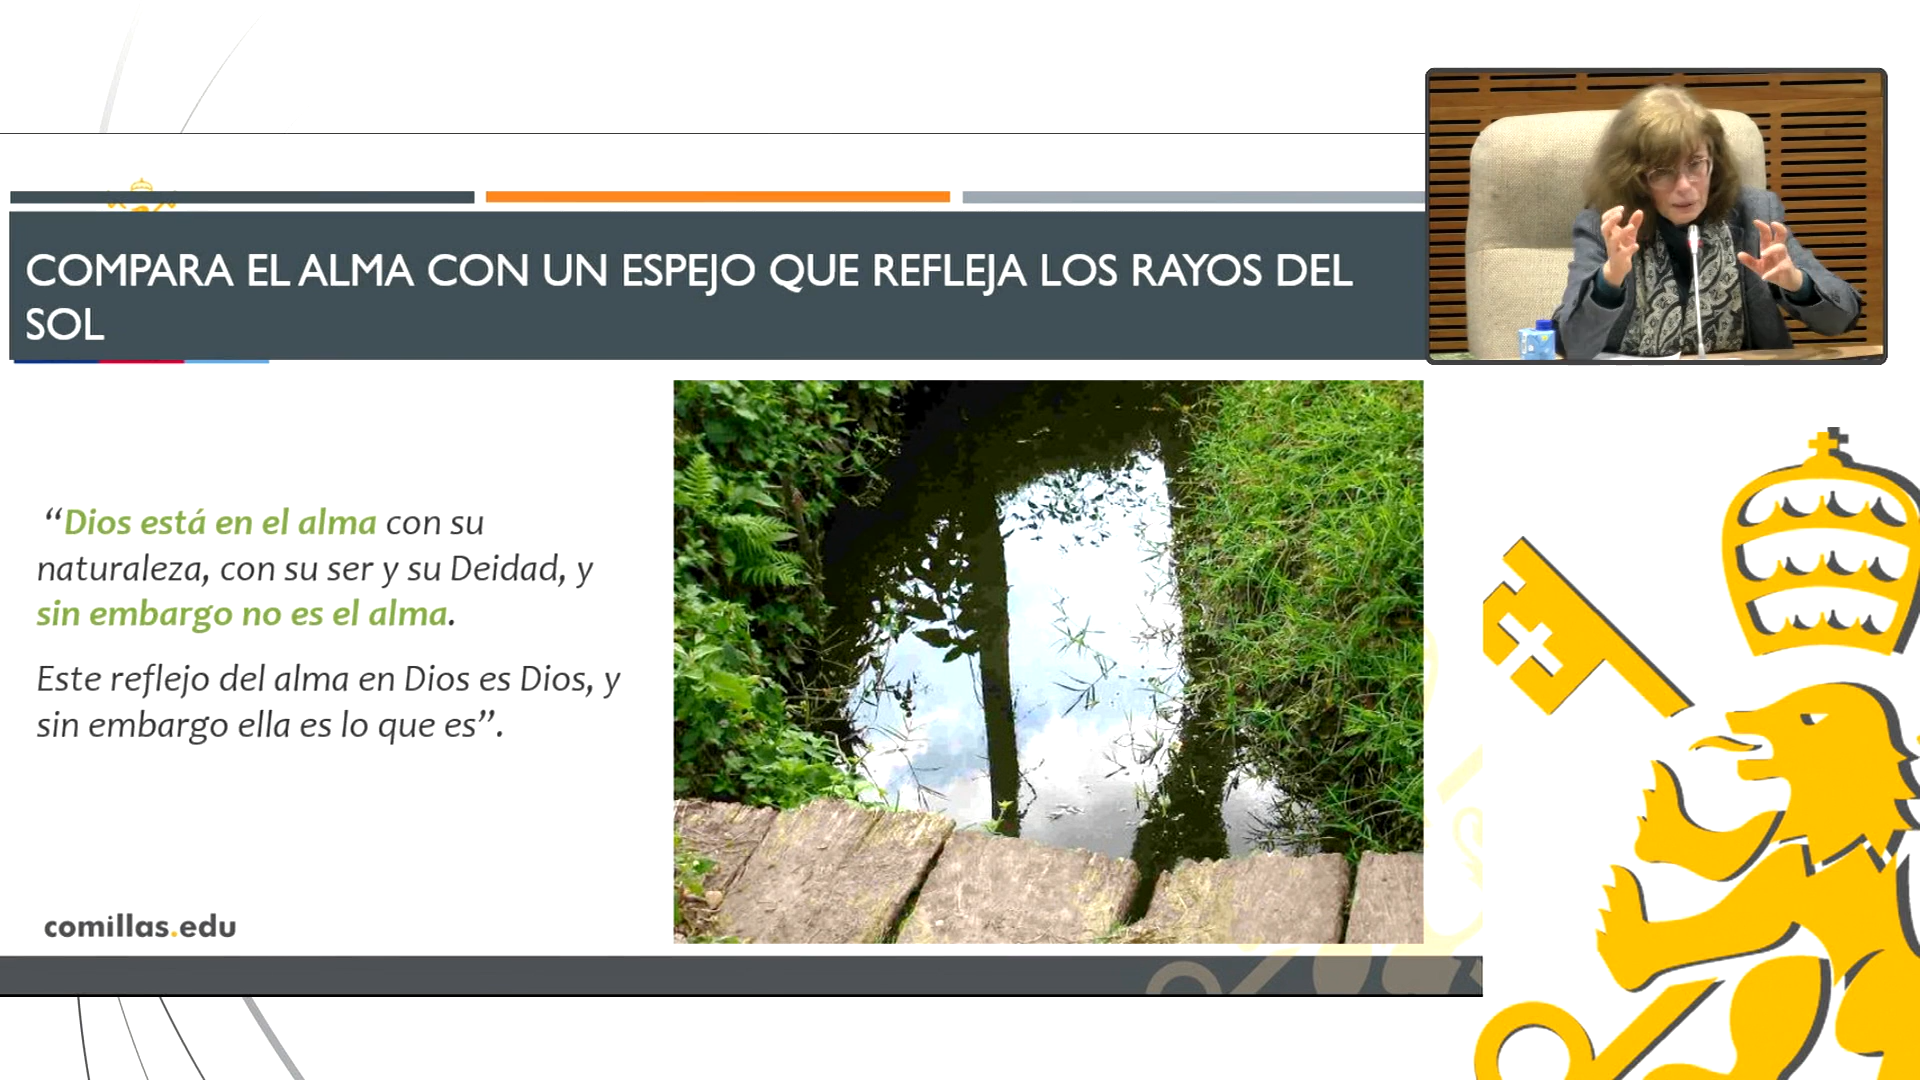 COMPARA EL ALMA CON UN ESPEJO QUE REFLEJA LOS RAYOS DEL
SOL
“Dios está en el alma con su
naturaleza, con su ser y su Deidad, y
sin embargo no es el alma.
Este reflejo del alma en Dios es Dios, y
sin embargo ella es lo que es”.
comillas.edu